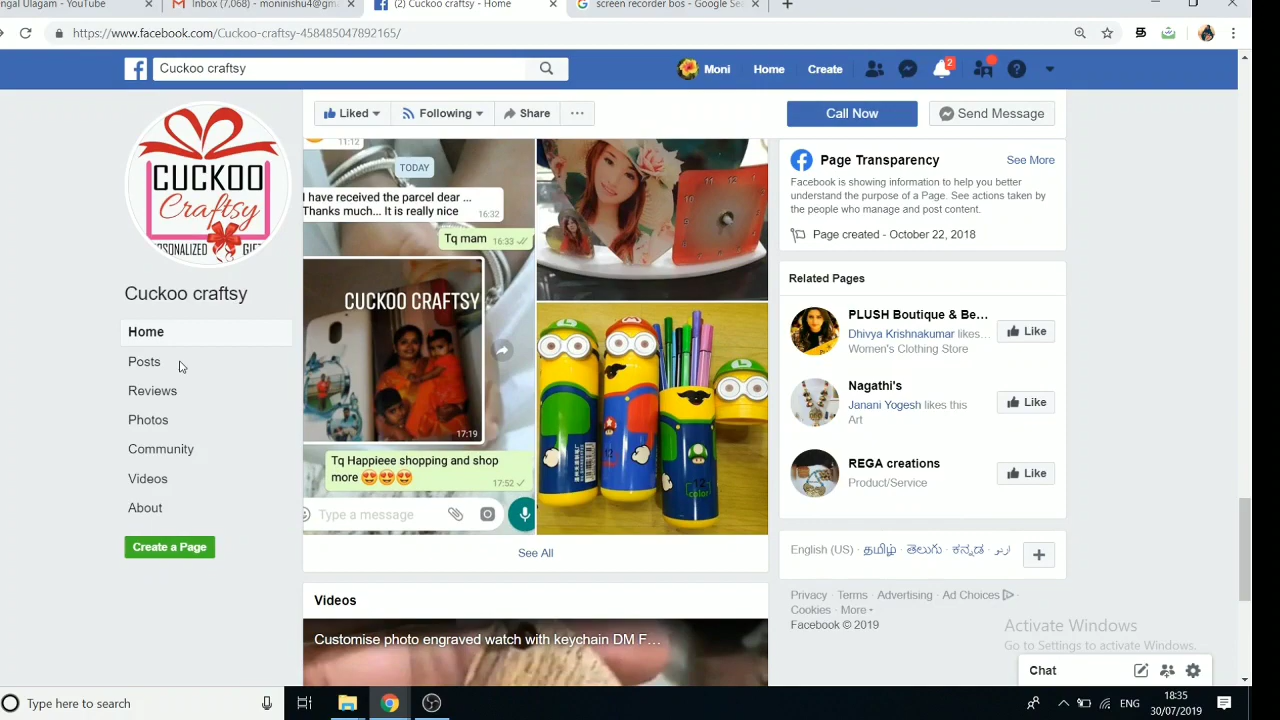 ngal Ulagam - YouTube
Inbox (7,068) - moninishu4@gm
(2) Cuckoo craftsy - Home
screen recorder bos - Google Sea
https://www.facebook.com/Cuckoo-craftsy-458485047892165/
Cuckoo craftsy
Moni
Home
Create
2
Liked
Following
Share
Call Now
Send Message
CUCKOO
Craftsy
PERSONALIZED GIFT
Cuckoo craftsy
Home
Posts
Reviews
Photos
Community
Videos
About
Create a Page
11:12
TODAY
I have received the parcel dear ...
Thanks much... It is really nice
16:32
Tq mam 16:33
CUCKOO CRAFTSY
17:19
Tq Happieee shopping and shop
more 😍😍😍 17:52
Type a message
12
color
See All
Videos
Customise photo engraved watch with keychain DM F...
Page Transparency
See More
Facebook is showing information to help you better
understand the purpose of a Page. See actions taken by
the people who manage and post content.
Page created - October 22, 2018
Related Pages
PLUSH Boutique & Be...
Dhivya Krishnakumar likes...
Women's Clothing Store
Like
Nagathi's
Janani Yogesh likes this
Art
Like
REGA creations
Product/Service
Like
English (US) · தமிழ் · తెలుగు · ಕನ್ನಡ · اردو
Privacy · Terms · Advertising · Ad Choices ·
Cookies · More
Facebook © 2019
Activate Windows
Go to Settings to activate Windows.
Chat
Type here to search
ENG
18:35
30/07/2019